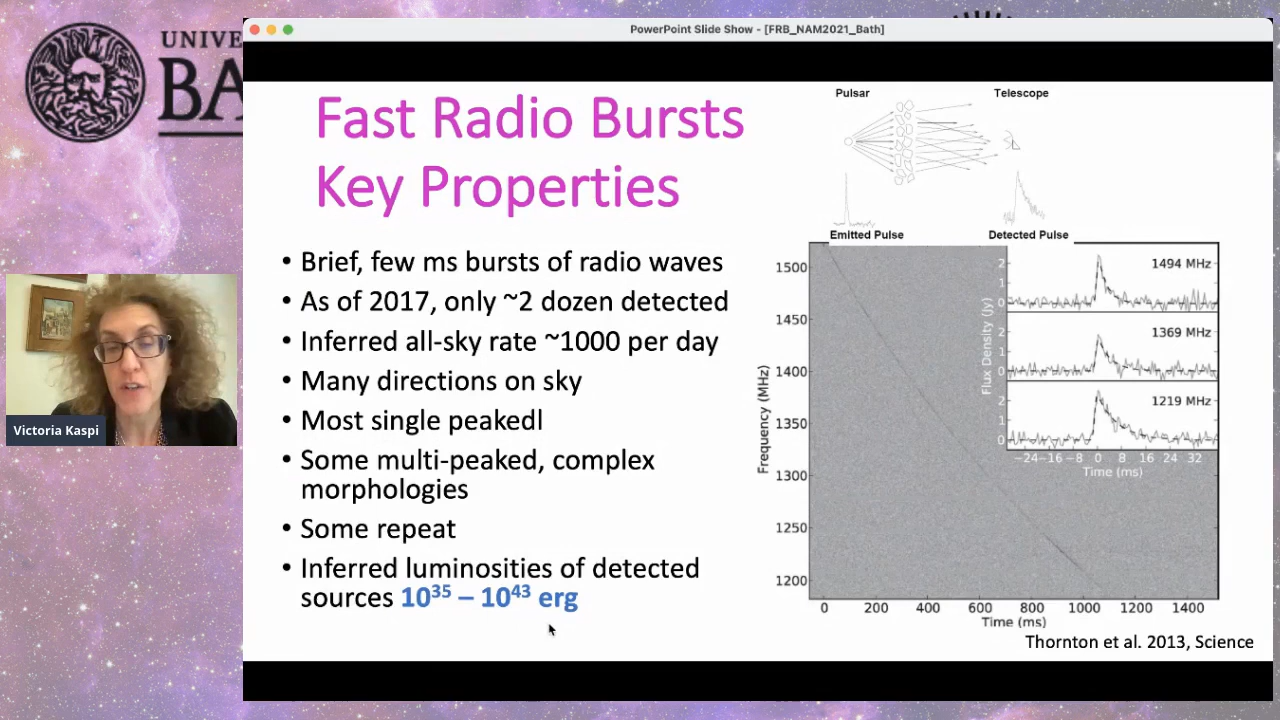 PowerPoint Slide Show - [FRB_NAM2021_Bath]
UNIVE
BA
Fast Radio Bursts
Key Properties
• Brief, few ms bursts of radio waves
• As of 2017, only ~2 dozen detected
• Inferred all-sky rate ~1000 per day
• Many directions on sky
• Most single peakedl
• Some multi-peaked, complex
morphologies
• Some repeat
• Inferred luminosities of detected
sources 10³⁵ – 10⁴³ erg
Pulsar
Telescope
Emitted Pulse
Detected Pulse
1500
1450
1400
1350
1300
1250
1200
Frequency (MHz)
0 200 400 600 800 1000 1200 1400
Time (ms)
2
1
0
1494 MHz
2
1
0
1369 MHz
2
1
0
1219 MHz
Flux Density (Jy)
−24 −16 −8 0 8 16 24 32
Time (ms)
Thornton et al. 2013, Science
Victoria Kaspi